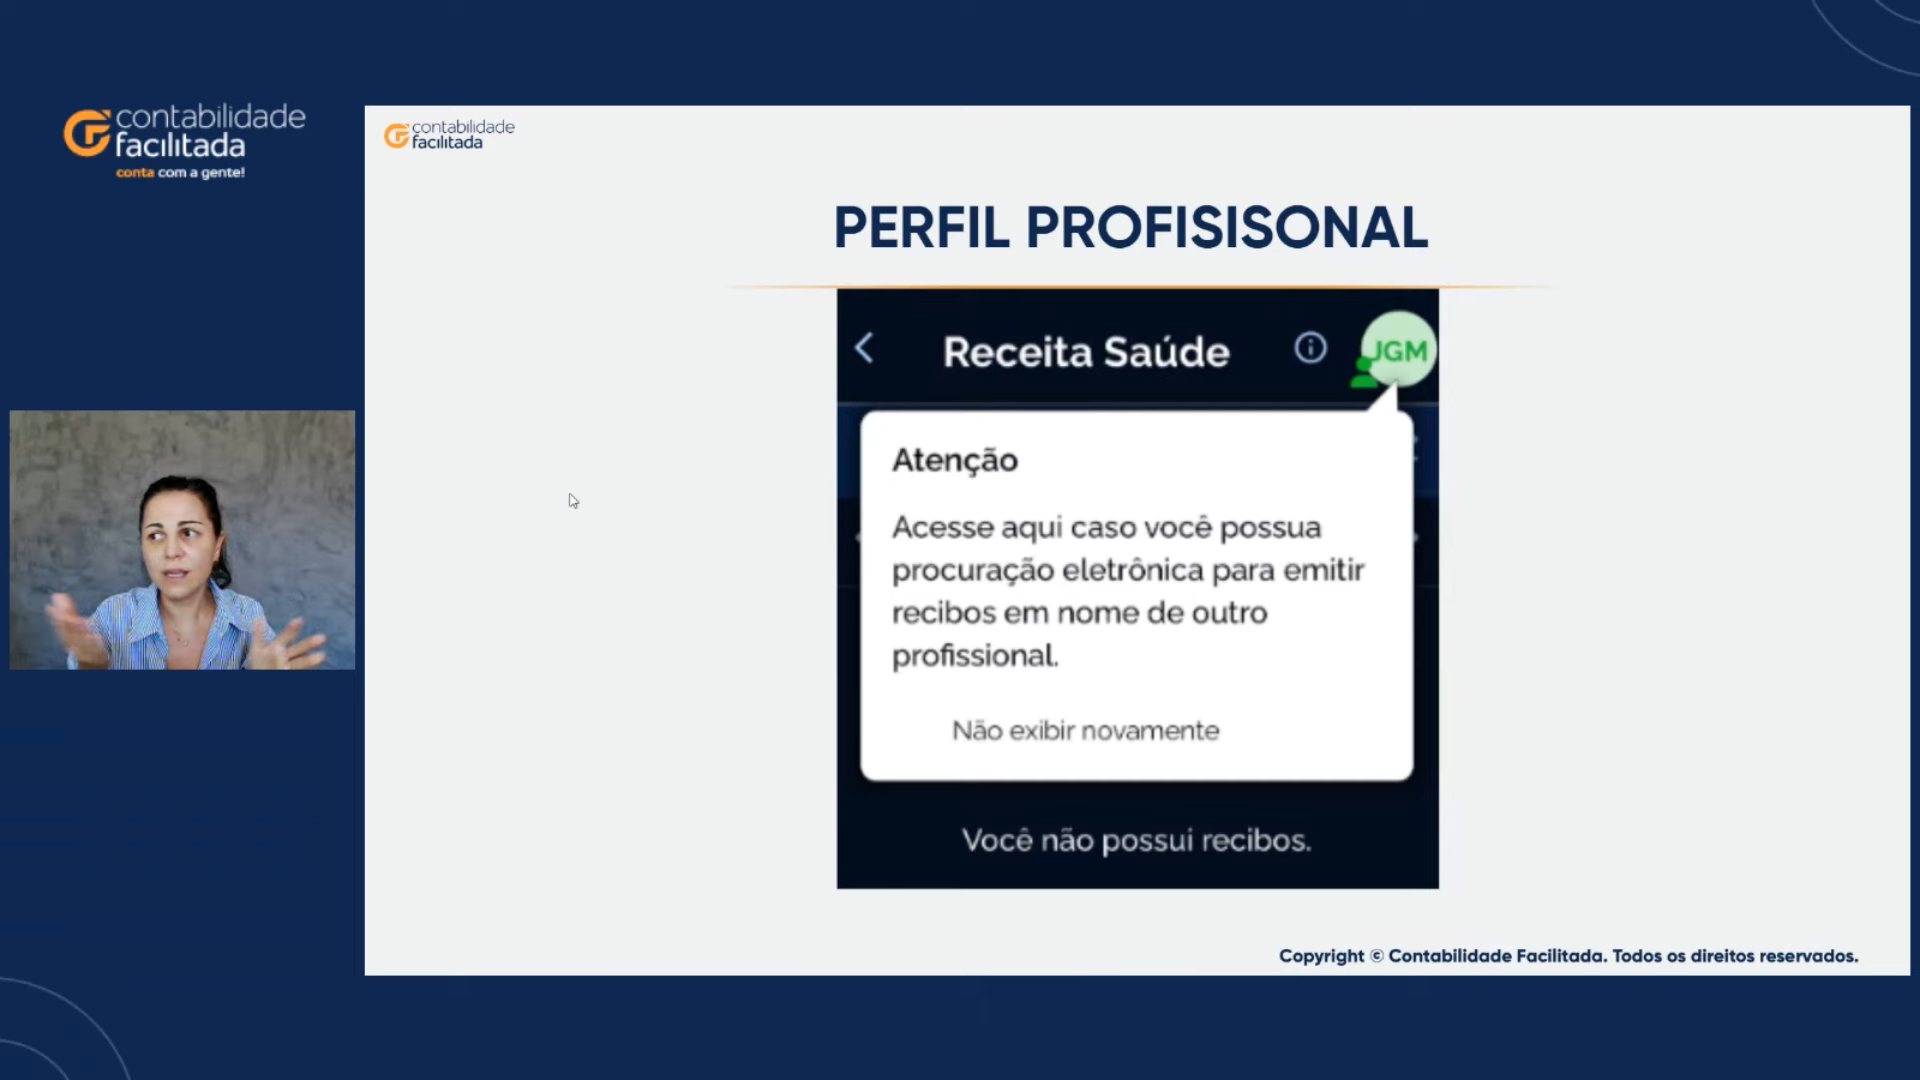 contabilidade
facilitada
conta com a gente!
contabilidade
facilitada
PERFIL PROFISISONAL
Receita Saúde
JGM
Atenção
Acesse aqui caso você possua
procuração eletrônica para emitir
recibos em nome de outro
profissional.
Não exibir novamente
Você não possui recibos.
Copyright © Contabilidade Facilitada. Todos os direitos reservados.